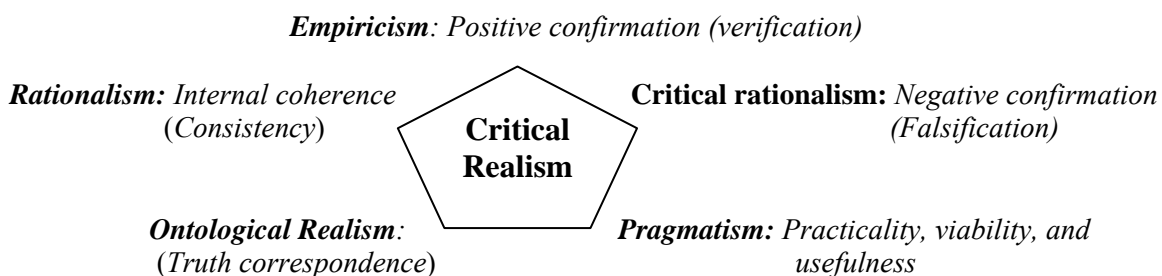 Empiricism: Positive confirmation (verification)
Rationalism: Internal coherence
(Consistency)
Critical rationalism: Negative confirmation
(Falsification)
Critical
Realism
Ontological Realism:
(Truth correspondence)
Pragmatism: Practicality, viability, and
usefulness